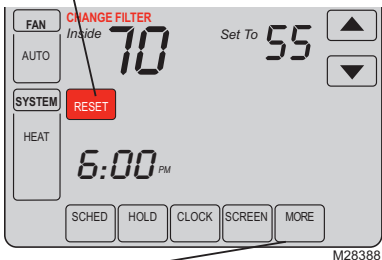 FAN
AUTO
CHANGE FILTER
Inside 70
Set To 55
SYSTEM
HEAT
RESET
6:00 PM
SCHED HOLD CLOCK SCREEN MORE
M28388